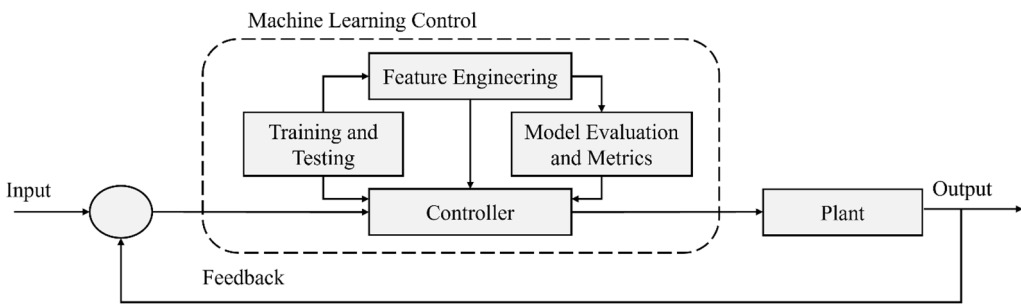 Machine Learning Control
Feature Engineering
Training and
Testing
Model Evaluation
and Metrics
Input
Controller
Plant
Output
Feedback